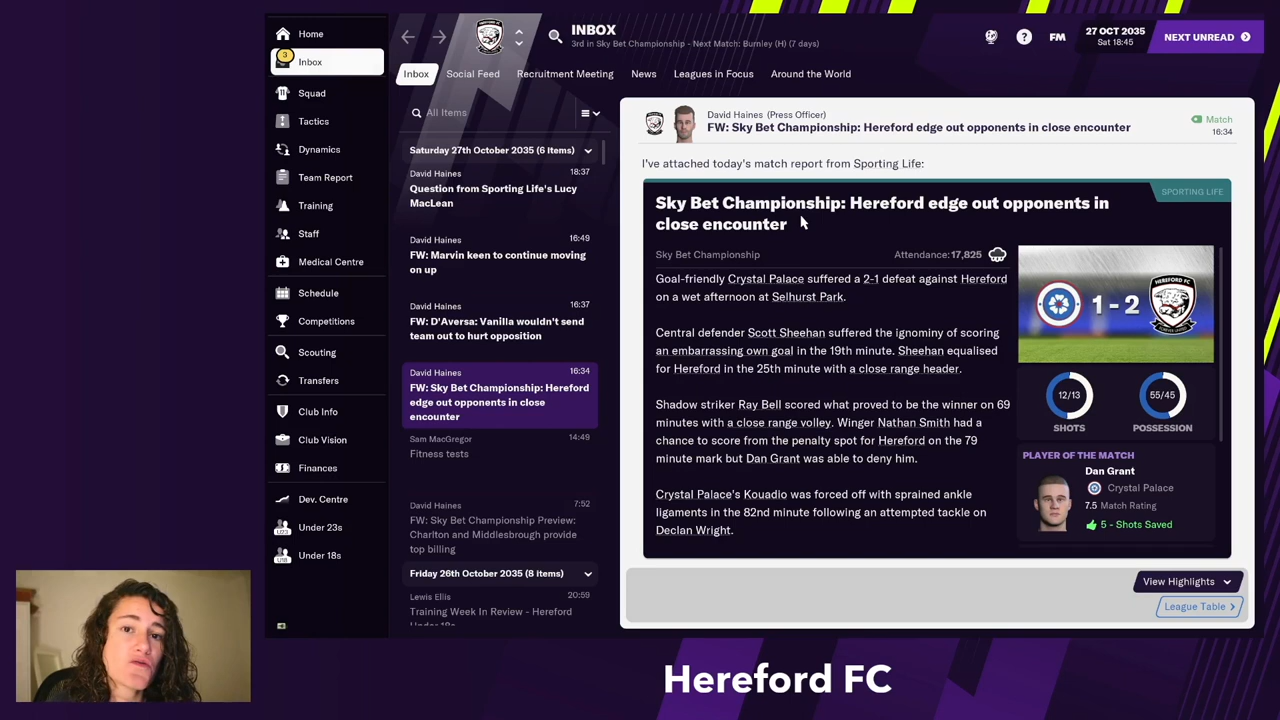 Home
3
Inbox
Squad
Tactics
Dynamics
Team Report
Training
Staff
Medical Centre
Schedule
Competitions
Scouting
Transfers
Club Info
Club Vision
Finances
Dev. Centre
Under 23s
Under 18s
INBOX
3rd in Sky Bet Championship - Next Match: Burnley (H) (7 days)
FM
27 OCT 2035
Sat 18:45
NEXT UNREAD
Inbox
Social Feed
Recruitment Meeting
News
Leagues in Focus
Around the World
All Items
Saturday 27th October 2035 (6 Items)
David Haines
18:37
Question from Sporting Life's Lucy
MacLean
David Haines
16:49
FW: Marvin keen to continue moving
on up
David Haines
16:37
FW: D'Aversa: Vanilla wouldn't send
team out to hurt opposition
David Haines
16:34
FW: Sky Bet Championship: Hereford
edge out opponents in close
encounter
Sam MacGregor
14:49
Fitness tests
David Haines
7:52
FW: Sky Bet Championship Preview:
Charlton and Middlesbrough provide
top billing
Friday 26th October 2035 (8 Items)
Lewis Ellis
20:59
Training Week In Review - Hereford
Under 18s
David Haines (Press Officer)
FW: Sky Bet Championship: Hereford edge out opponents in close encounter
Match
16:34
I've attached today's match report from Sporting Life:
SPORTING LIFE
Sky Bet Championship: Hereford edge out opponents in
close encounter
Sky Bet Championship
Attendance: 17,825
Goal-friendly Crystal Palace suffered a 2-1 defeat against Hereford
on a wet afternoon at Selhurst Park.
Central defender Scott Sheehan suffered the ignominy of scoring
an embarrassing own goal in the 19th minute. Sheehan equalised
for Hereford in the 25th minute with a close range header.
Shadow striker Ray Bell scored what proved to be the winner on 69
minutes with a close range volley. Winger Nathan Smith had a
chance to score from the penalty spot for Hereford on the 79
minute mark but Dan Grant was able to deny him.
Crystal Palace's Kouadio was forced off with sprained ankle
ligaments in the 82nd minute following an attempted tackle on
Declan Wright.
1 - 2
HEREFORD FC
12/13
SHOTS
55/45
POSSESSION
PLAYER OF THE MATCH
Dan Grant
Crystal Palace
7.5 Match Rating
5 - Shots Saved
View Highlights
League Table
Hereford FC